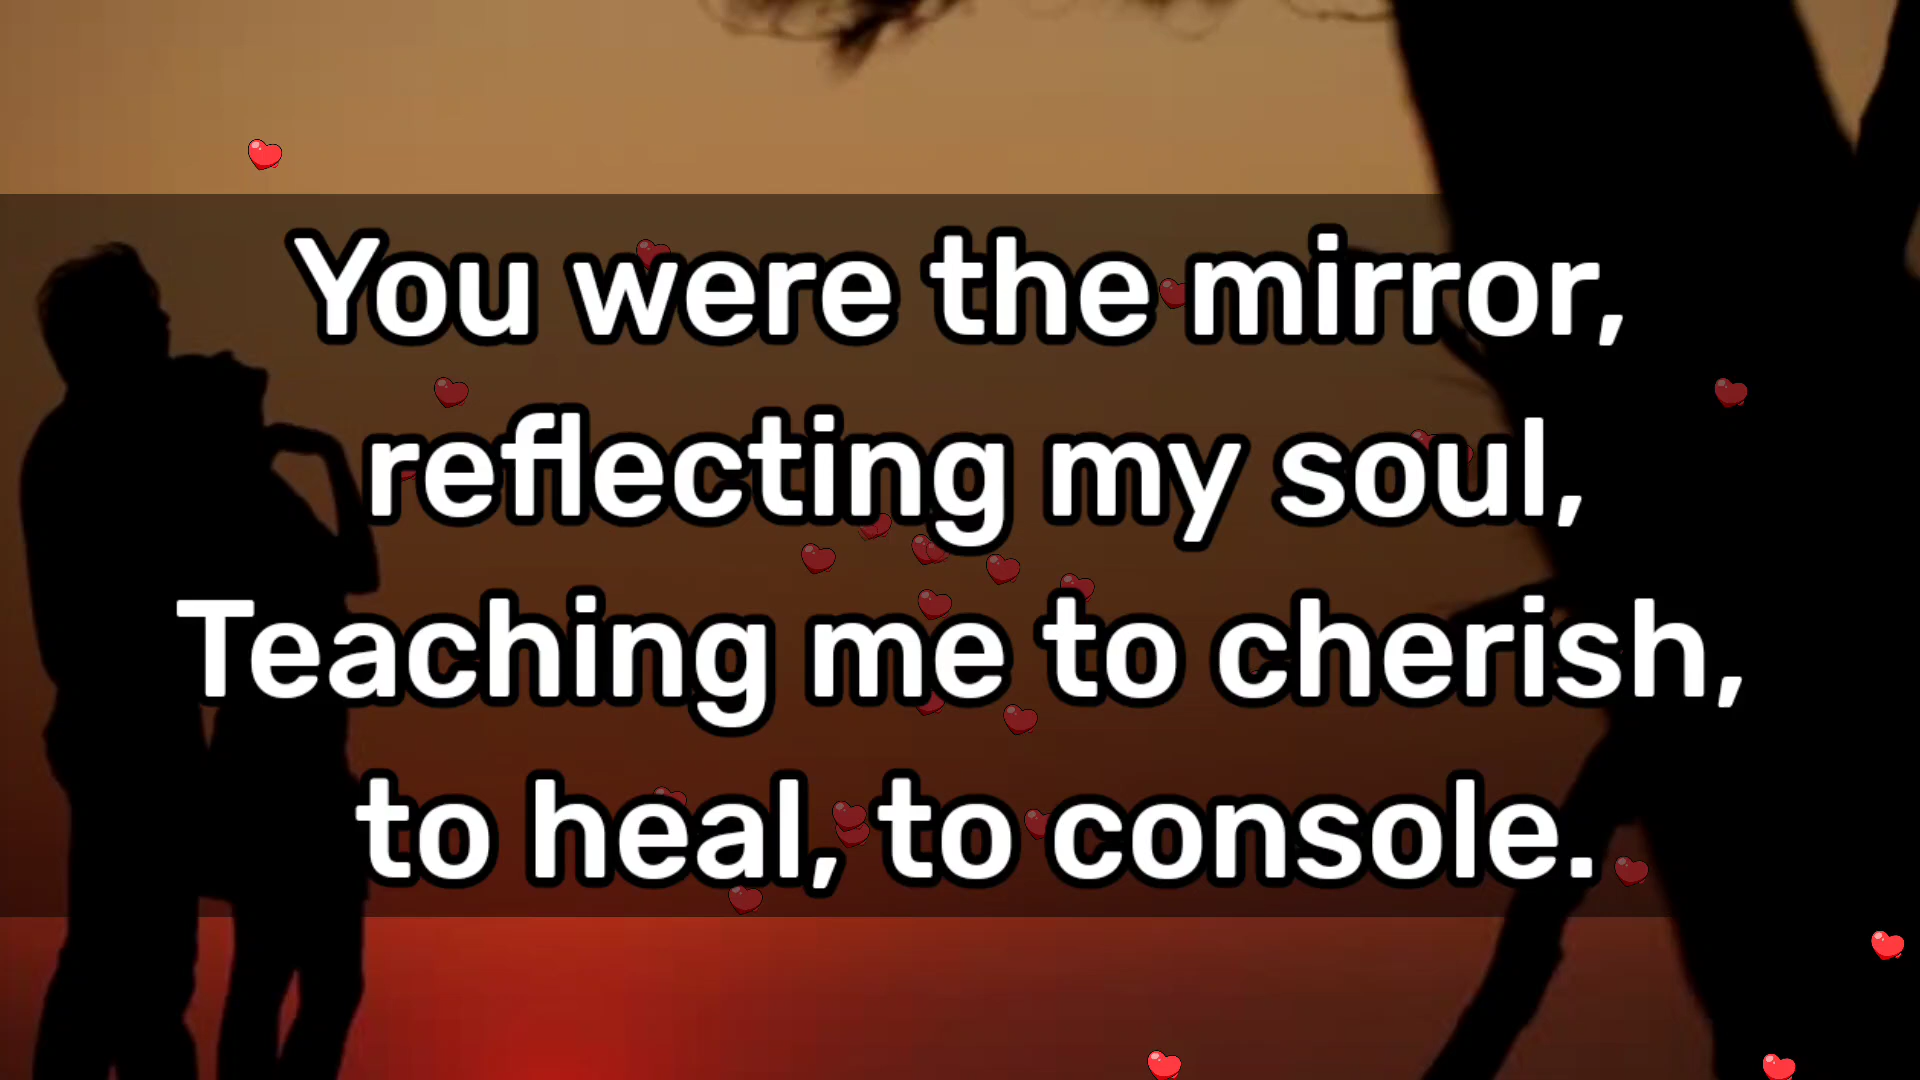 You were the mirror,
reflecting my soul,
Teaching me to cherish,
to heal, to console.